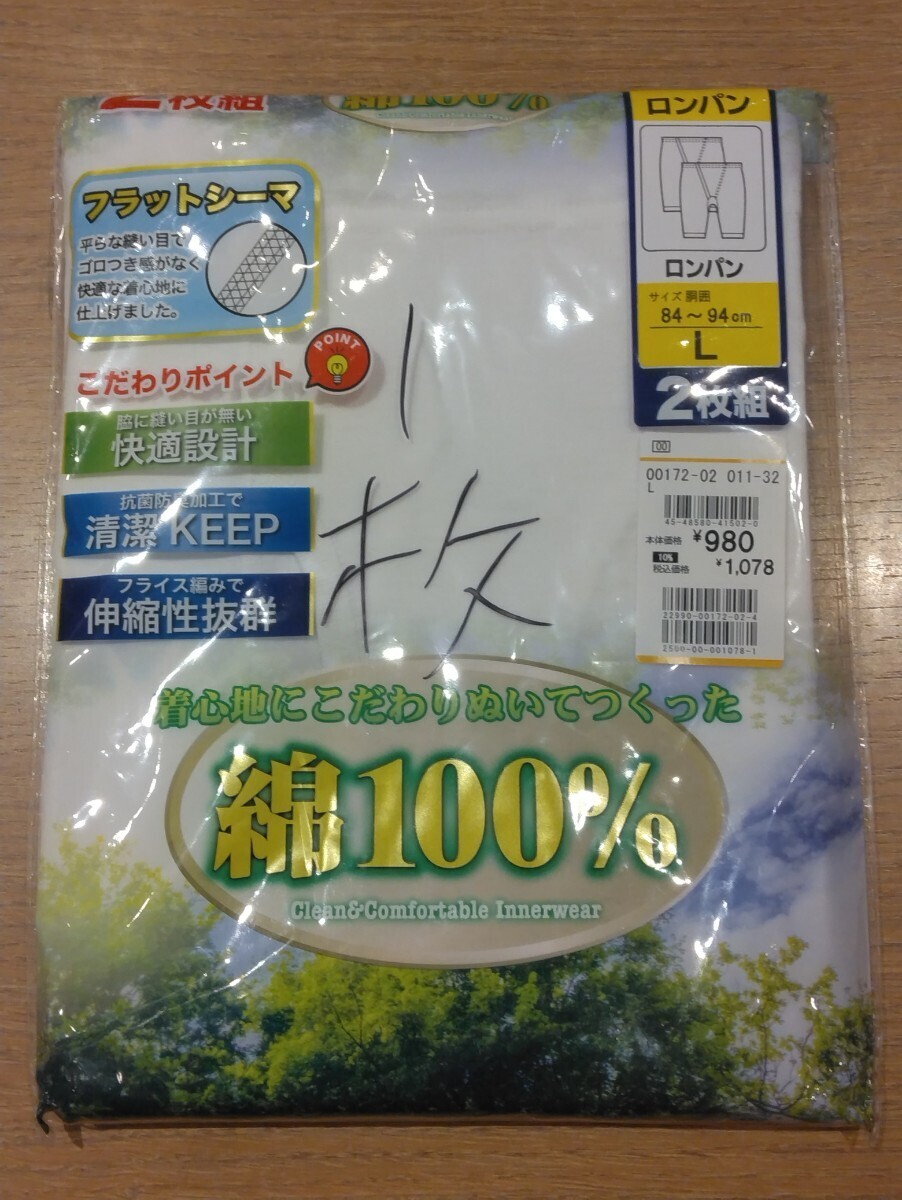 2枚組
綿100%
Clean&Comfortable Innerwear
フラットシーマ
平らな縫い目で
ゴロつき感がなく
快適な着心地に
仕上げました。
こだわりポイント
POINT
脇に縫い目が無い
快適設計
抗菌防臭加工で
清潔 KEEP
フライス編みで
伸縮性抜群
1
枚
ロンパン
ロンパン
サイズ 胴囲
84～94cm
L
2枚組
00
00172-02 011-32
L
45-48580-41502-0
本体価格 ¥980
10%
税込価格 ¥1,078
22990-00172-02-4
2500-00-001078-1
着心地にこだわりぬいてつくった
綿100%
Clean&Comfortable Innerwear